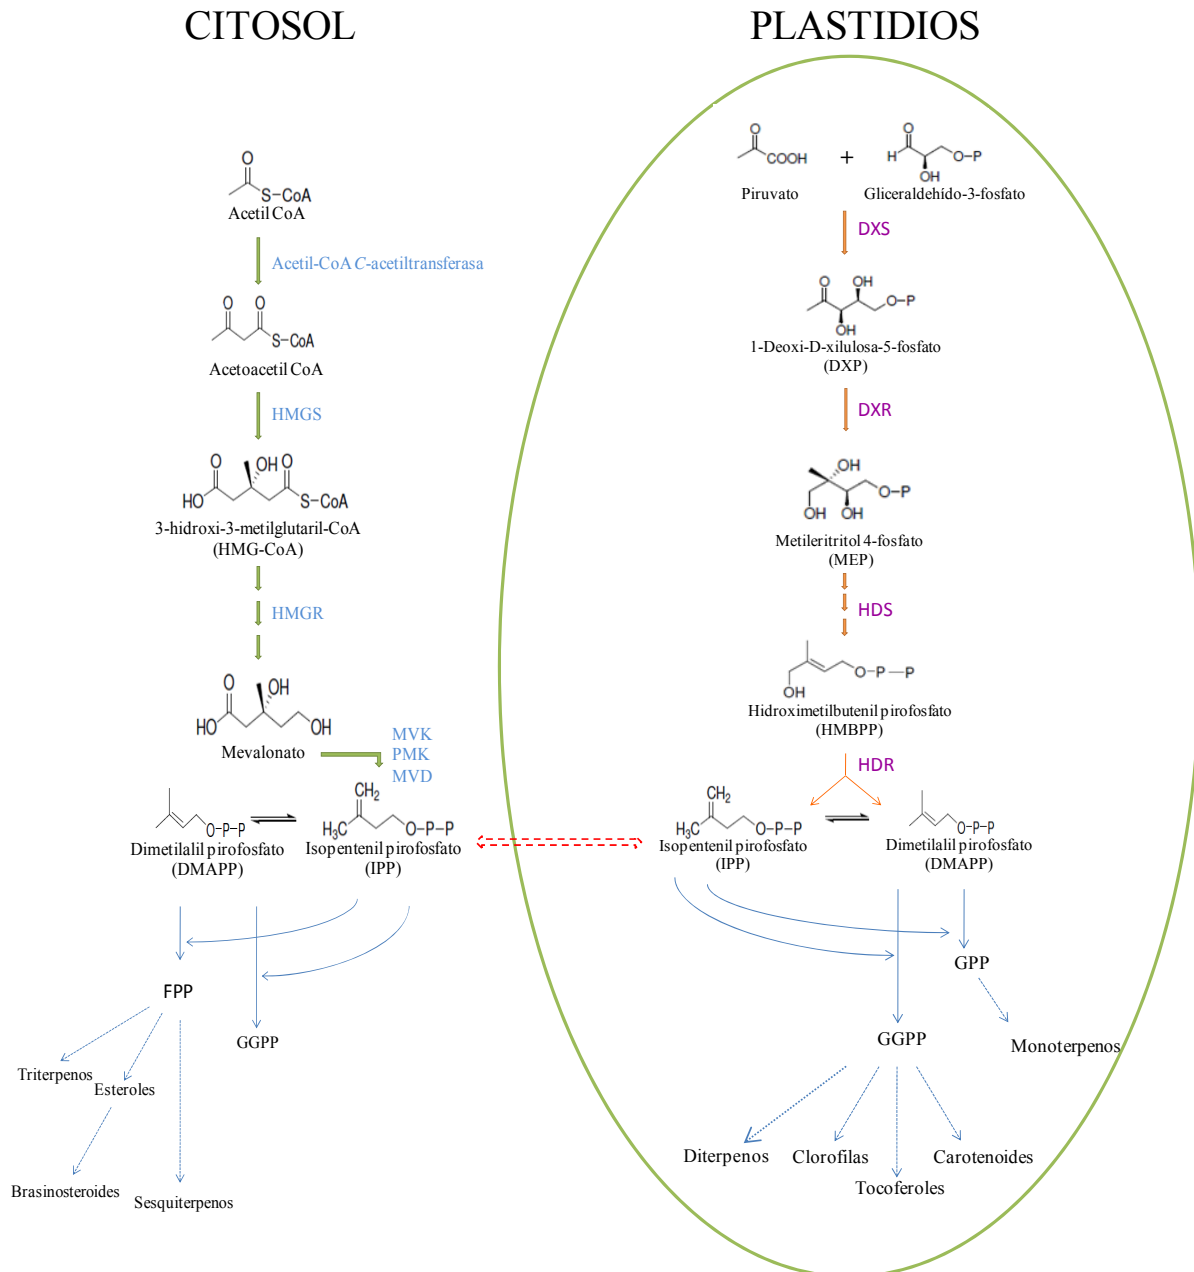 CITOSOL
O
S–CoA
Acetil CoA
Acetil-CoA C-acetiltransferasa
O O
S–CoA
Acetoacetil CoA
HMGS
O OH O
HO S–CoA
3-hidroxi-3-metilglutaril-CoA
(HMG-CoA)
HMGR
O OH
HO OH
Mevalonato
MVK
PMK
MVD
CH2
O-P-P H3C O-P-P
Dimetilalil pirofosfato
(DMAPP)
Isopentenil pirofosfato
(IPP)
FPP
GGPP
Triterpenos
Esteroles
Brasinosteroides
Sesquiterpenos
PLASTIDIOS
O
COOH
+
O
H O–P
OH
Piruvato
Gliceraldehído-3-fosfato
DXS
O OH
O–P
OH
1-Deoxi-D-xilulosa-5-fosfato
(DXP)
DXR
OH
O–P
OH OH
Metileritritol 4-fosfato
(MEP)
HDS
O–P—P
OH
Hidroximetilbutenil pirofosfato
(HMBPP)
HDR
CH2
H3C O-P-P O-P-P
Isopentenil pirofosfato
(IPP)
Dimetilalil pirofosfato
(DMAPP)
GPP
GGPP
Monoterpenos
Diterpenos
Clorofilas
Tocoferoles
Carotenoides